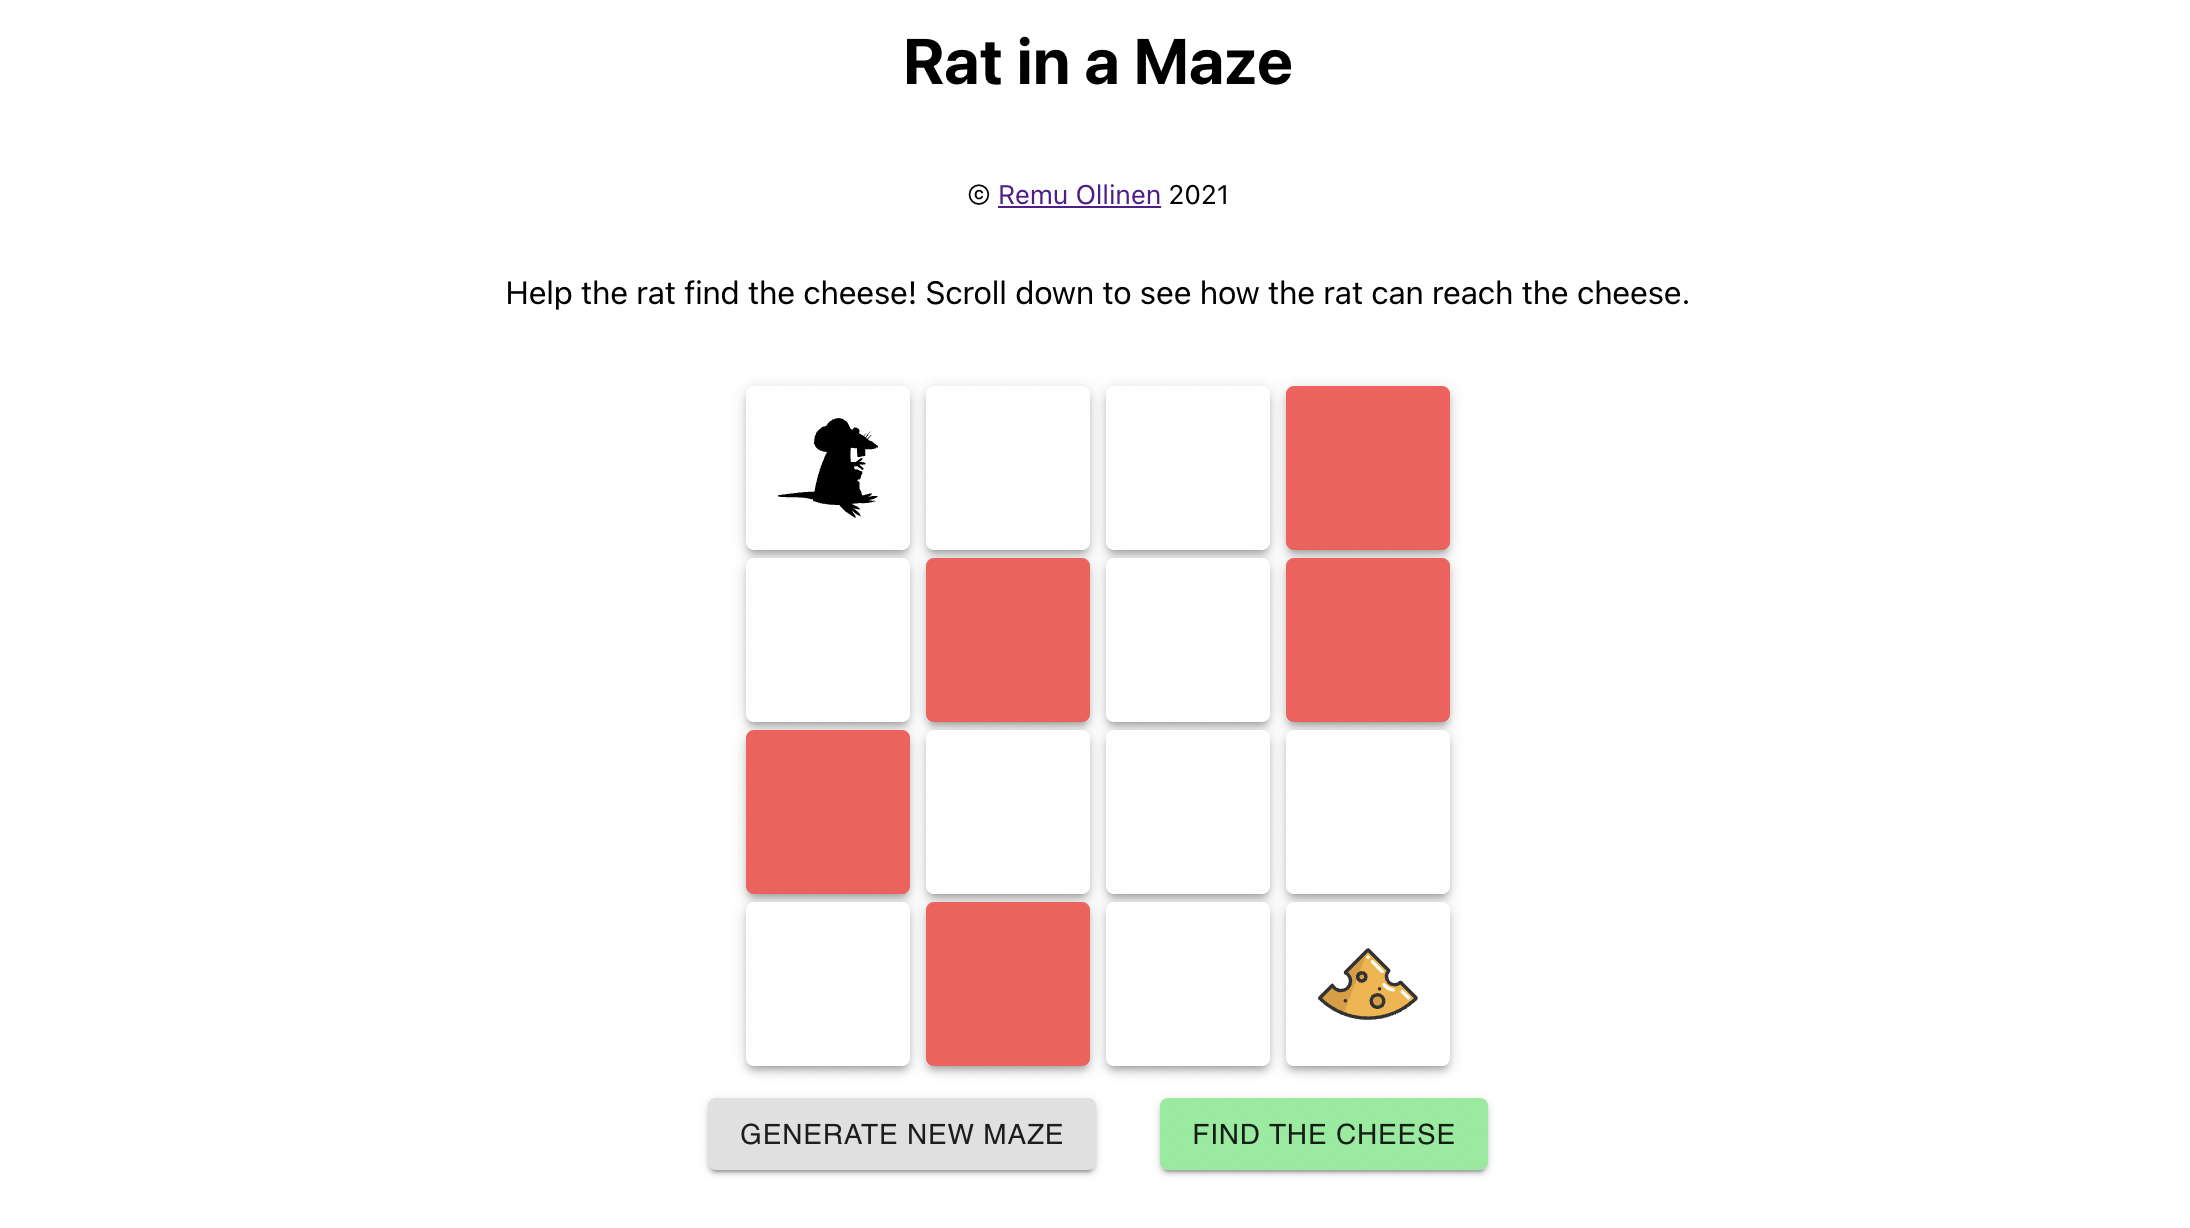 Rat in a Maze
© Remu Ollinen 2021
Help the rat find the cheese! Scroll down to see how the rat can reach the cheese.
GENERATE NEW MAZE
FIND THE CHEESE